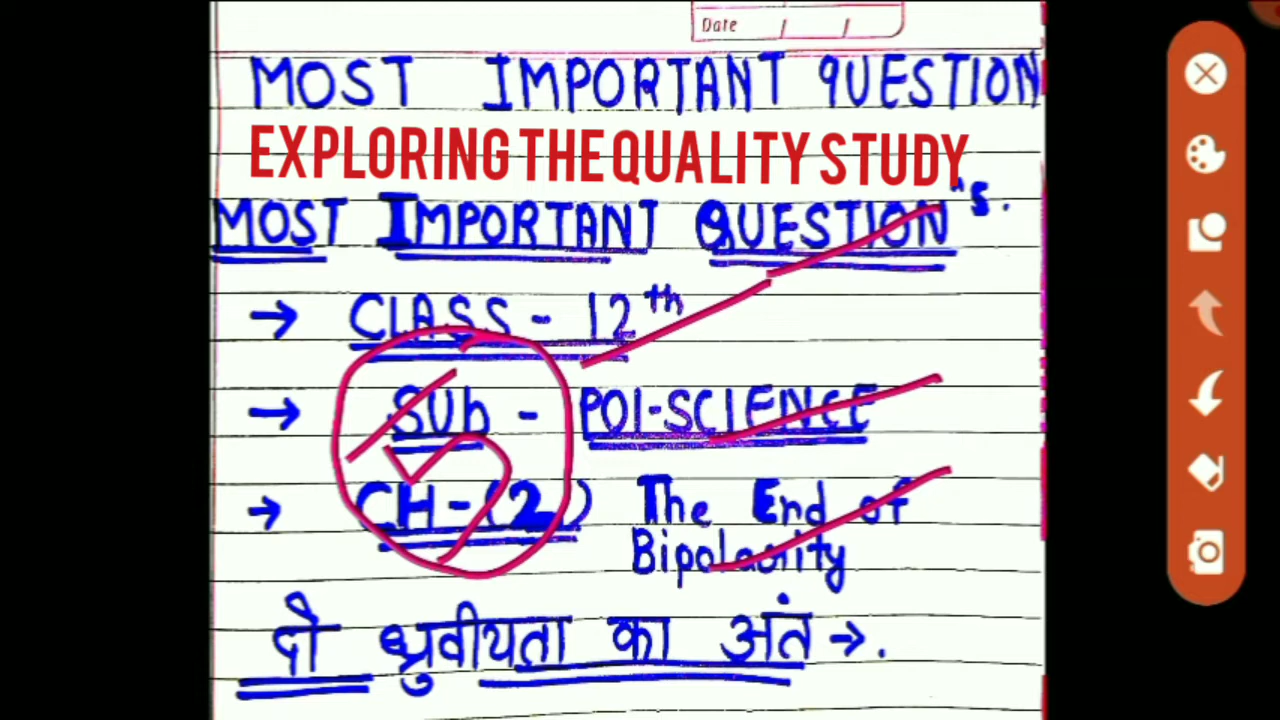 Date / /
MOST IMPORTANT QUESTION
EXPLORING THE QUALITY STUDY
MOST IMPORTANT QUESTION's.
→ CLASS - 12th
→ SUb - POl-SCIENCE
→ CH-(2) The End of
Bipolarity
दो ध्रुवीयता का अंत →.